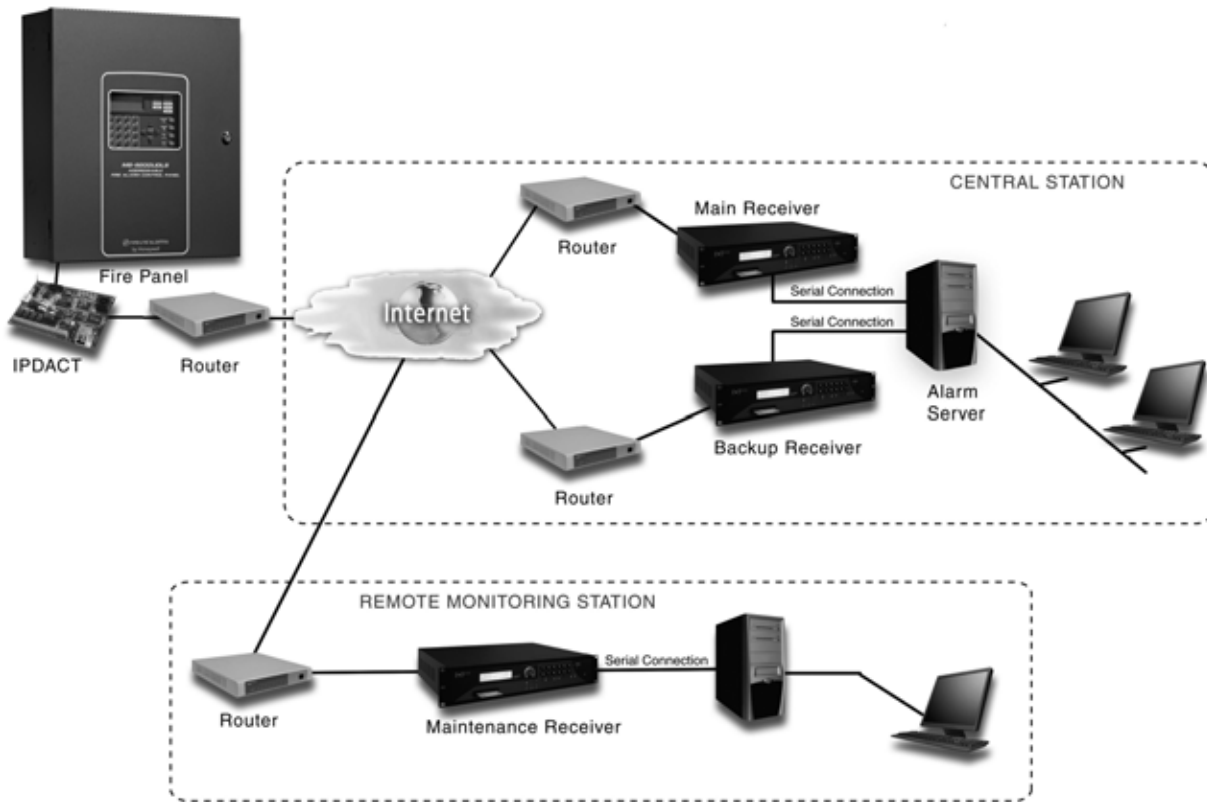 CENTRAL STATION
Main Receiver
Router
Fire Panel
Serial Connection
Internet
Serial Connection
IPDACT
Router
Alarm
Server
Backup Receiver
Router
REMOTE MONITORING STATION
Serial Connection
Router
Maintenance Receiver